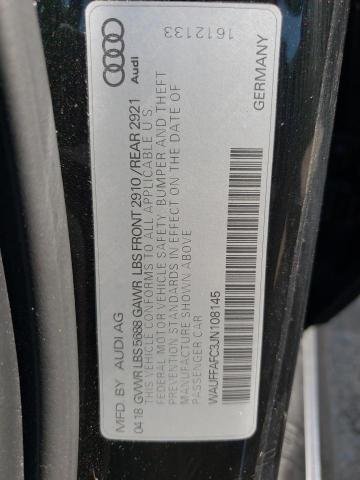 MFD. BY AUDI AG
04.18 GVWR LBS 5688 GAWR LBS FRONT 2910 / REAR 2921
THIS VEHICLE CONFORMS TO ALL APPLICABLE U.S.
FEDERAL MOTOR VEHICLE SAFETY, BUMPER AND THEFT
PREVENTION STANDARDS IN EFFECT ON THE DATE OF
MANUFACTURE SHOWN ABOVE
PASSENGER CAR
WAUFFAFC3JN108145
Audi
1612133
GERMANY